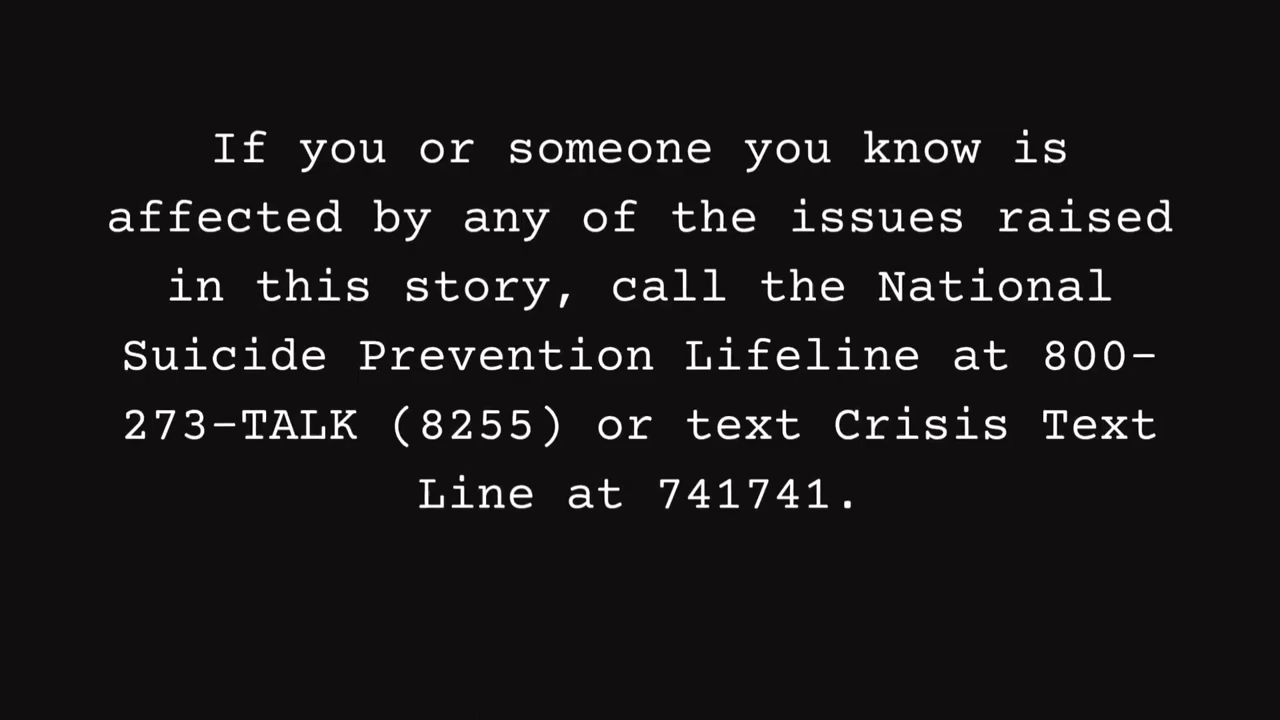 If you or someone you know is
affected by any of the issues raised
in this story, call the National
Suicide Prevention Lifeline at 800-
273-TALK (8255) or text Crisis Text
Line at 741741.